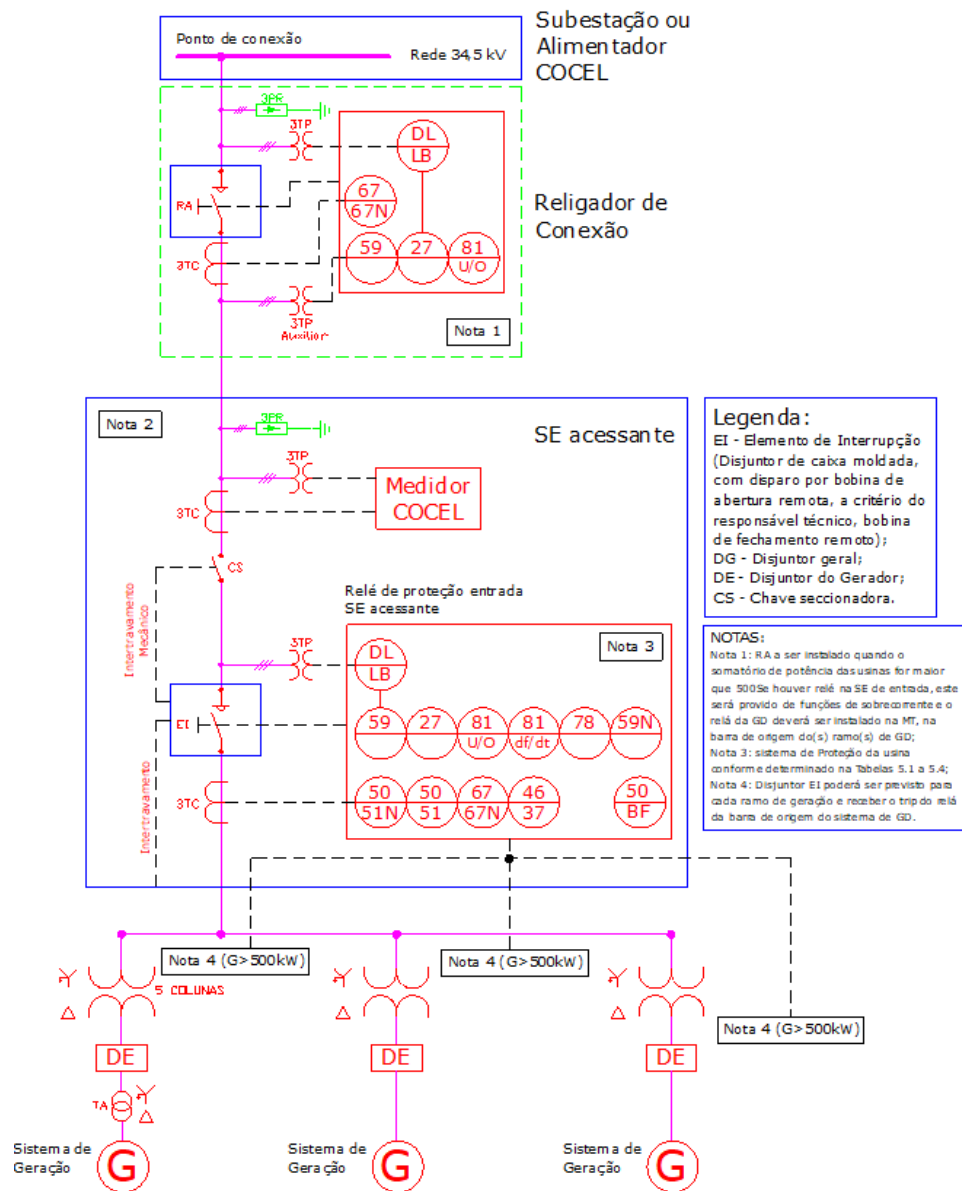 Subestação ou
Alimentador
COCEL
Ponto de conexão
Rede 34,5 kV
3PR
3TP
DL
LB
67
67N
RA
Religador de
Conexão
59
27
81
U/O
3TC
3TP
Auxilior
Nota 1
Nota 2
3PR
SE acessante
3TP
Medidor
COCEL
3TC
CS
Legenda:
EI - Elemento de Interrupção
(Disjuntor de caixa moldada,
com disparo por bobina de
abertura remota, a critério do
responsável técnico, bobina
de fechamento remoto);
DG - Disjuntor geral;
DE - Disjuntor do Gerador;
CS - Chave seccionadora.
Intertravamento
Mecânico
Relé de proteção entrada
SE acessante
Nota 3
3TP
DL
LB
EI
59
27
81
U/O
81
df/dt
78
59N
NOTAS:
Nota 1: RA a ser instalado quando o
somatório de potência das usinas for maior
que 500Se houver relé na SE de entrada, este
será provido de funções de sobrecorrente e o
relá da GD deverá ser instalado na MT, na
barra de origem do(s) ramo(s) de GD;
Nota 3: sistema de Proteção da usina
conforme determinado na Tabelas 5.1 a 5.4;
Nota 4: Disjuntor EI poderá ser previsto para
cada ramo de geração e receber o trip do relá
da barra de origem do sistema de GD.
Intertravamento
3TC
50
51N
50
51
67
67N
46
37
50
BF
Nota 4 (G>500kW)
Nota 4 (G>500kW)
Nota 4 (G>500kW)
5 COLUNAS
DE
DE
DE
TA
Sistema de
Geração
G
Sistema de
Geração
G
Sistema de
Geração
G